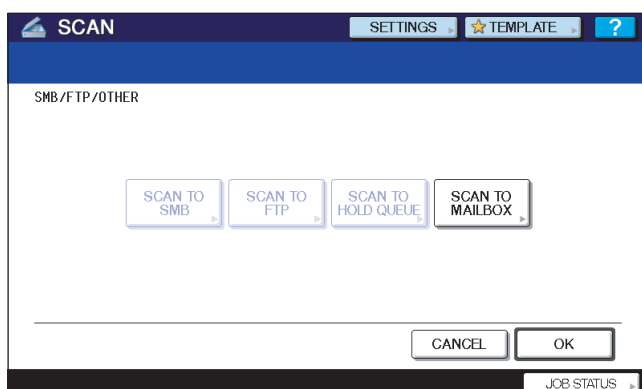 SCAN
SETTINGS
TEMPLATE
?
SMB/FTP/OTHER
SCAN TO
SMB
SCAN TO
FTP
SCAN TO
HOLD QUEUE
SCAN TO
MAILBOX
CANCEL
OK
JOB STATUS